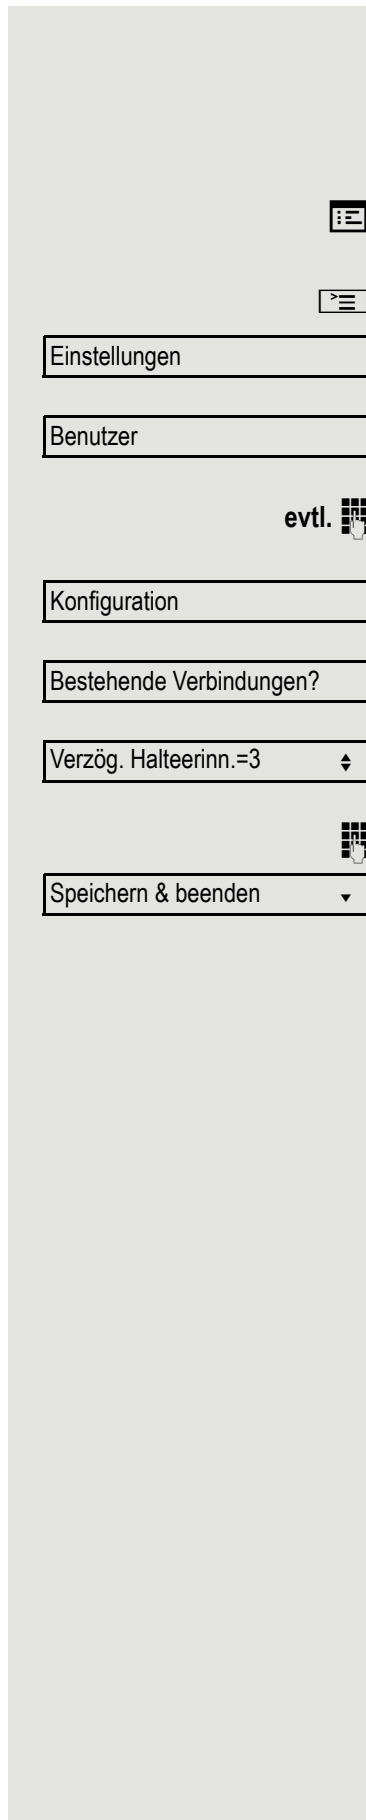 Einstellungen
Benutzer
evtl.
Konfiguration
Bestehende Verbindungen?
Verzög. Halteerinn.=3
Speichern & beenden